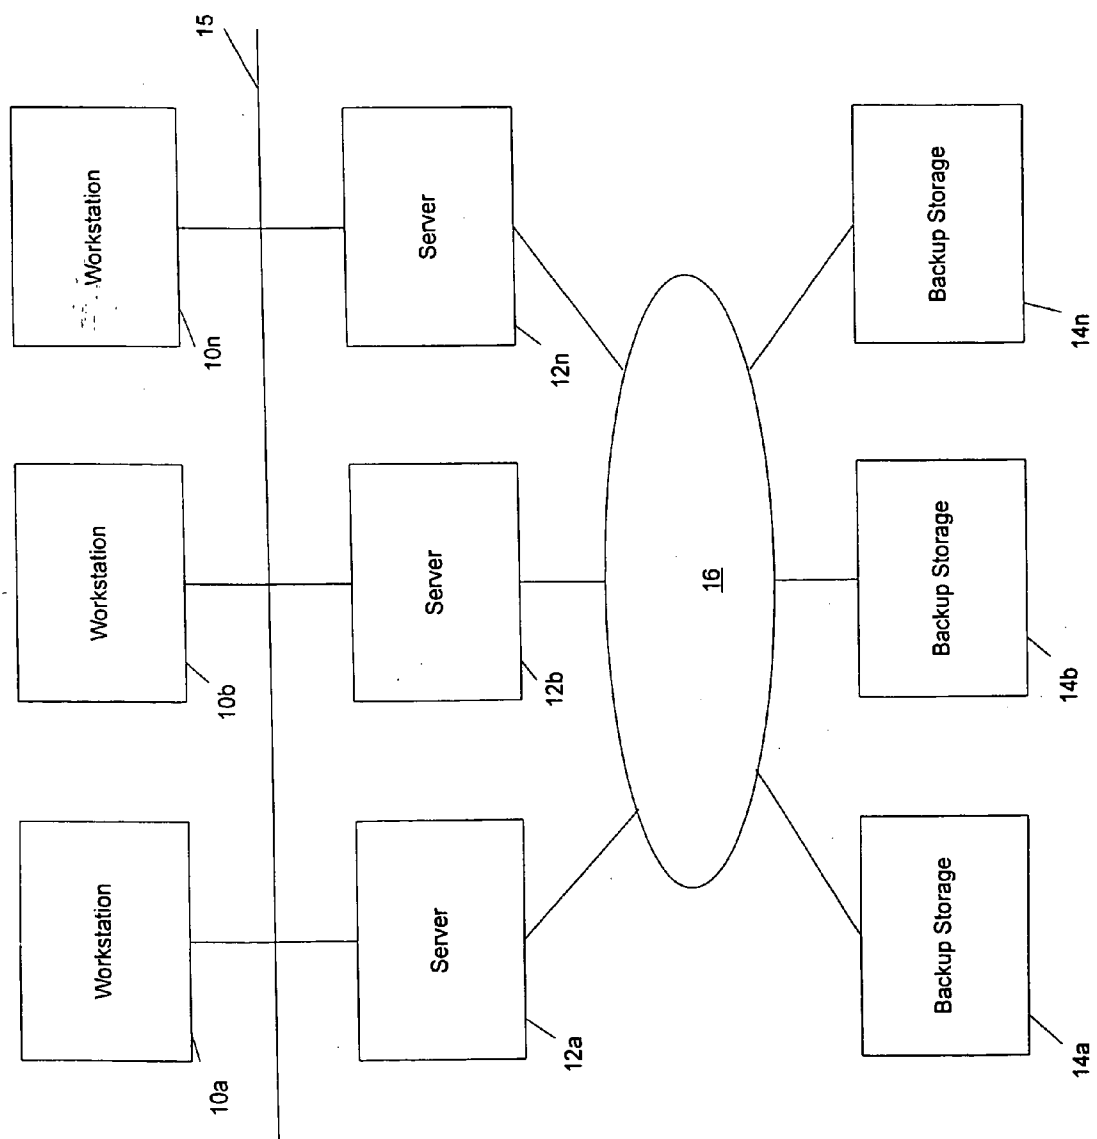 Workstation
Workstation
Workstation
10a
10b
10n
15
Server
Server
Server
12a
12b
12n
16
Backup Storage
Backup Storage
Backup Storage
14a
14b
14n